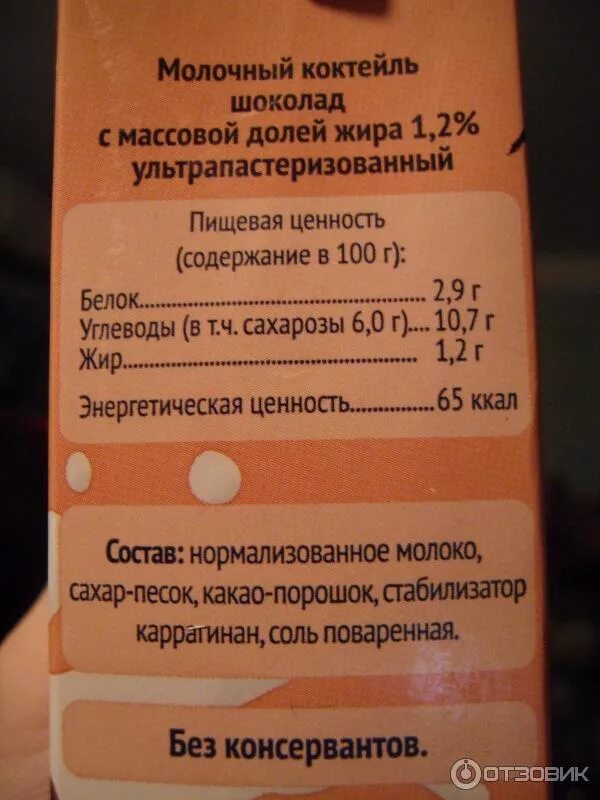 Молочный коктейль
шоколад
с массовой долей жира 1,2%
ультрапастеризованный
Пищевая ценность
(содержание в 100 г):
Белок................................................ 2,9 г
Углеводы (в т.ч. сахарозы 6,0 г).... 10,7 г
Жир.................................................. 1,2 г
Энергетическая ценность.............. 65 ккал
Состав: нормализованное молоко,
сахар-песок, какао-порошок, стабилизатор
каррагинан, соль поваренная.
Без консервантов.
ОТЗОВИК